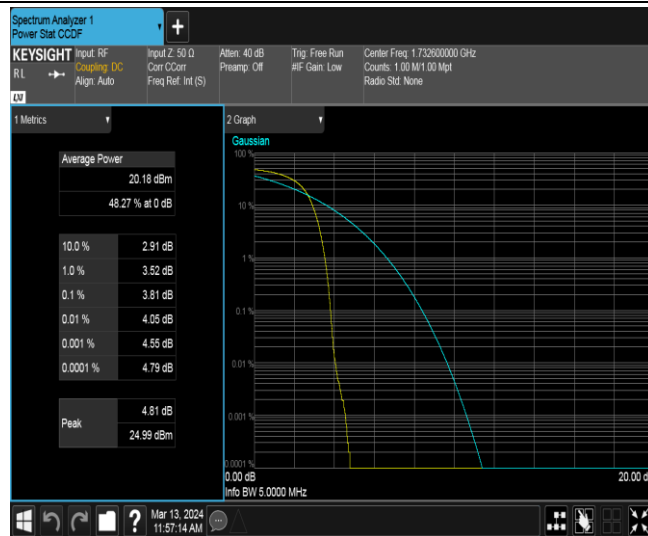 Spectrum Analyzer 1
Power Stat CCDF
+
KEYSIGHT
RL
LXI
Input: RF
Coupling: DC
Align: Auto
Input Z: 50 Ω
Corr CCorr
Freq Ref: Int (S)
Atten: 40 dB
Preamp: Off
Trig: Free Run
#IF Gain: Low
Center Freq: 1.732600000 GHz
Counts: 1.00 M/1.00 Mpt
Radio Std: None
1 Metrics
Average Power
20.18 dBm
48.27 % at 0 dB
10.0 % 2.91 dB
1.0 % 3.52 dB
0.1 % 3.81 dB
0.01 % 4.05 dB
0.001 % 4.55 dB
0.0001 % 4.79 dB
Peak
4.81 dB
24.99 dBm
2 Graph
Gaussian
100 %
10 %
1 %
0.1 %
0.01 %
0.001 %
0.0001 %
0.00 dB
20.00 d
Info BW 5.0000 MHz
?
Mar 13, 2024
11:57:14 AM